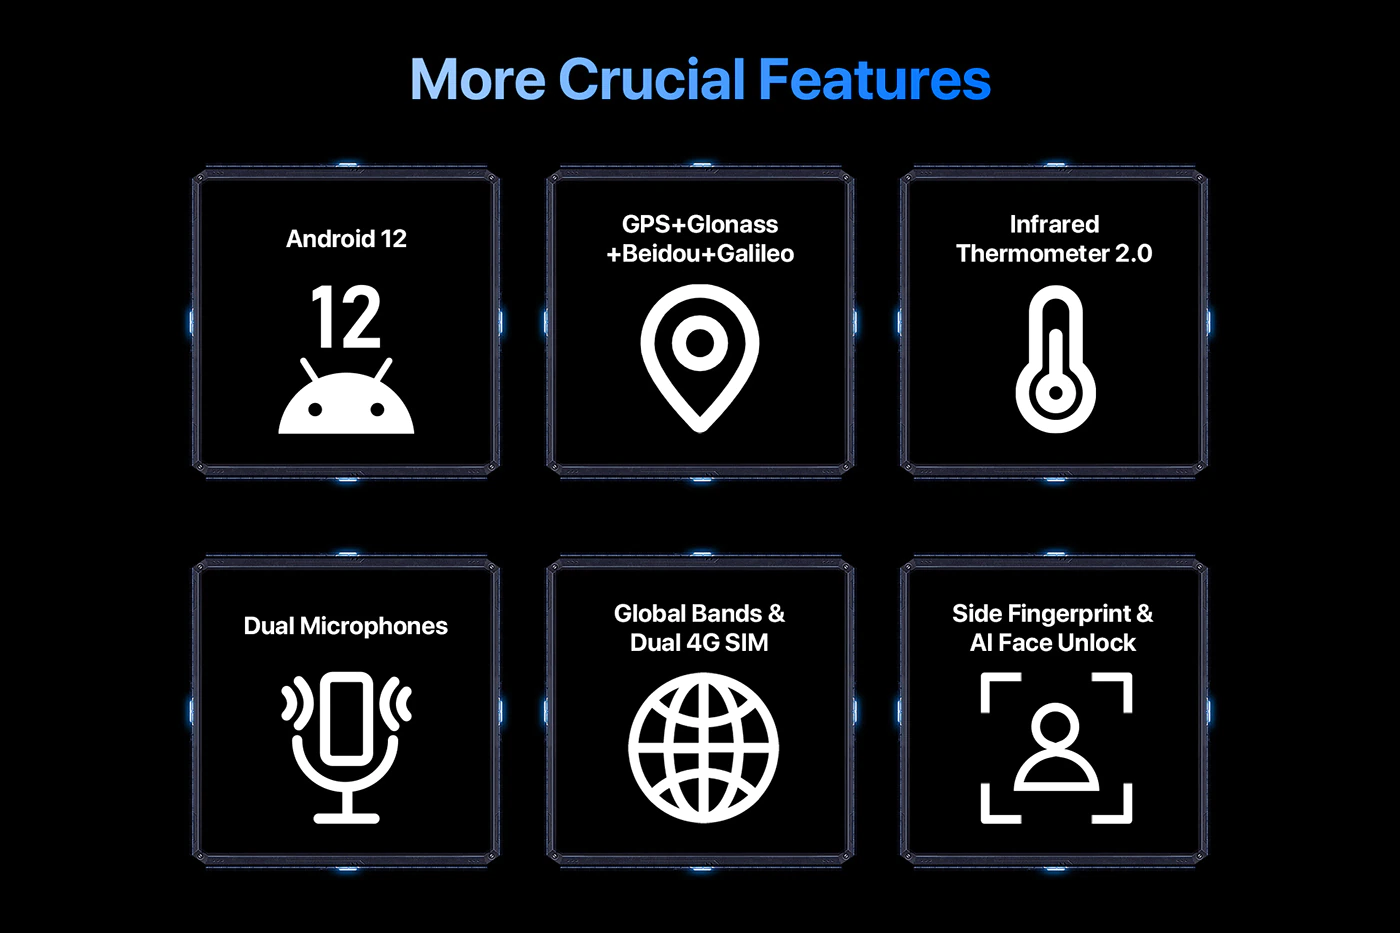 More Crucial Features
Android 12
12
GPS+Glonass
+Beidou+Galileo
Infrared
Thermometer 2.0
Dual Microphones
Global Bands &
Dual 4G SIM
Side Fingerprint &
AI Face Unlock